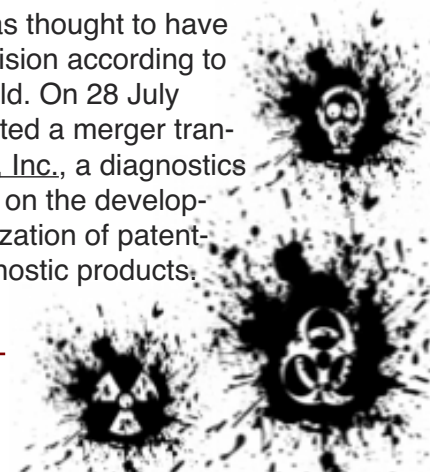 as thought to have
ision according to
ld. On 28 July
ted a merger tran-
, Inc., a diagnostics
on the develop-
ization of patent-
nostic products.